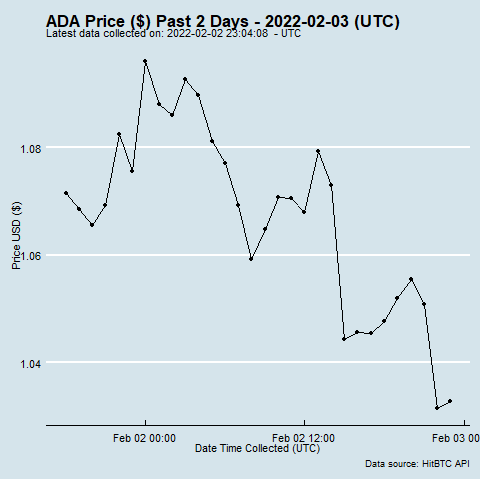 ADA Price ($) Past 2 Days - 2022-02-03 (UTC)
Latest data collected on: 2022-02-02 23:04:08 - UTC
1.08
1.06
1.04
Price USD ($)
Feb 02 00:00
Feb 02 12:00
Feb 03 00
Date Time Collected (UTC)
Data source: HitBTC API